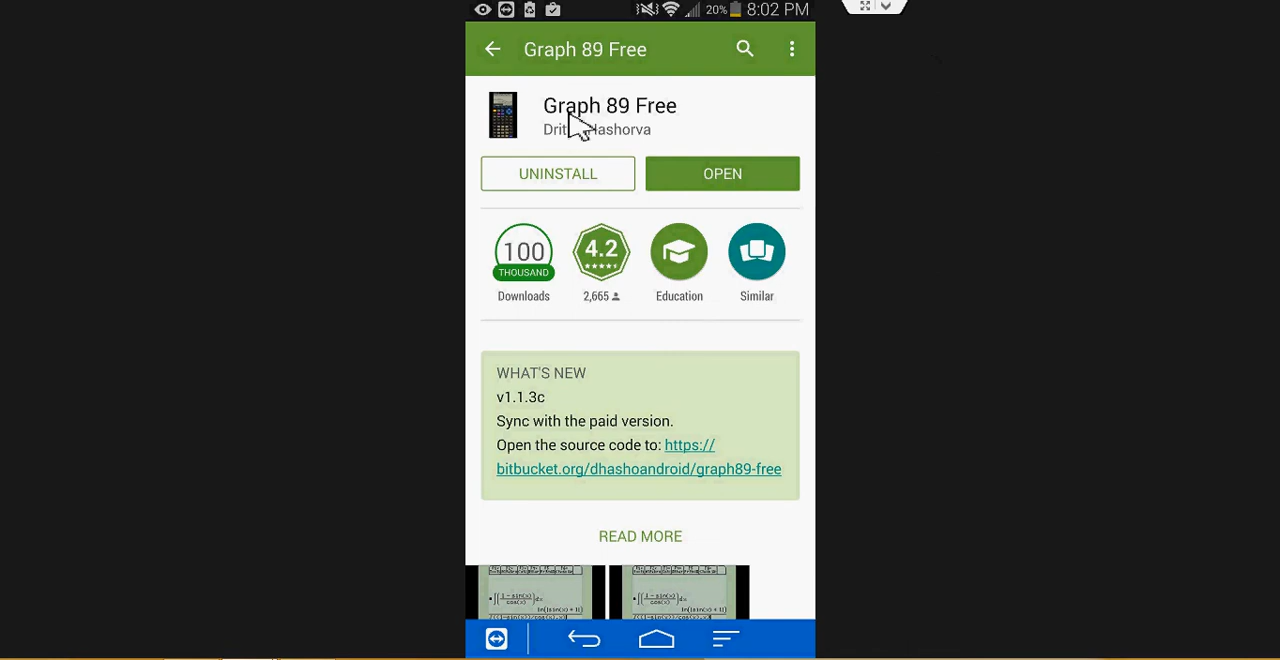 20% 8:02 PM
Graph 89 Free
Graph 89 Free
UNINSTALL
OPEN
100
THOUSAND
Downloads
4.2
2,665
Education
Similar
WHAT'S NEW
v1.1.3c
Sync with the paid version.
Open the source code to: https://
bitbucket.org/dhashoandroid/graph89-free
READ MORE